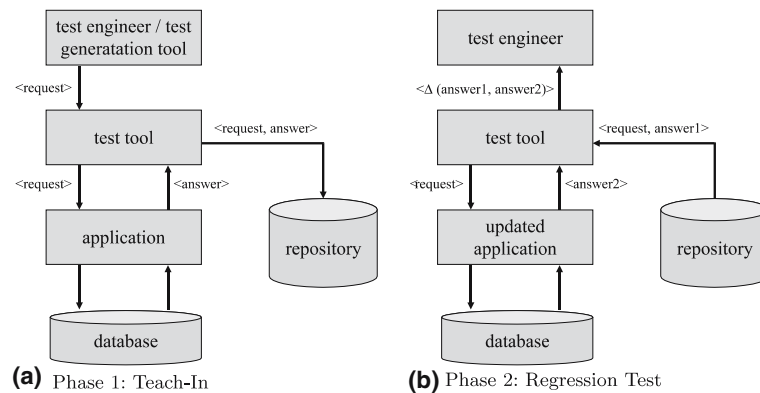 test engineer / test
generatation tool
<request>
test tool
<request, answer>
<request>
<answer>
application
repository
database
(a) Phase 1: Teach-In
test engineer
<Δ (answer1, answer2)>
test tool
<request, answer1>
<request>
<answer2>
updated
application
repository
database
(b) Phase 2: Regression Test